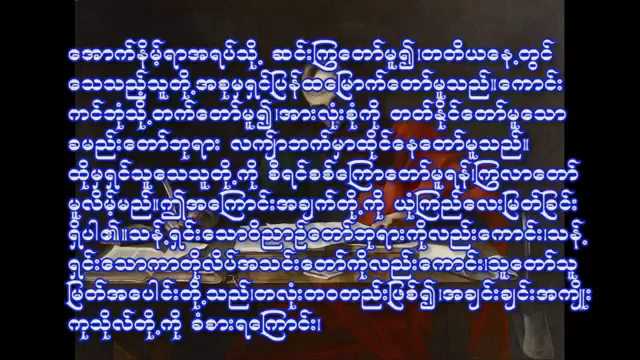 အောက်နိမ့်ရာအရပ်သို့ ဆင်းကြွတော်မူ၍၊တတိယနေ့တွင်
သေသည့်သူတို့အစုမှရှင်ပြန်ထမြောက်တော်မူသည်။ကောင်း
ကင်ဘုံသို့တက်တော်မူ၍၊အားလုံးစုံကို တတ်နိုင်တော်မူသော
ခမည်းတော်ဘုရား လကျ်ာဘက်မှာထိုင်နေတော်မူသည်။
ထိုမှရှင်သူသေသူတို့ကို စီရင်စစ်ကြောတော်မူရန်၊ကြွလာတော်
မူလိမ့်မည်။ဤအကြောင်းအချက်တို့ကို ယုံကြည်လေးမြတ်ခြင်း
ရှိပါ၏။သန့်ရှင်းသောဝိညာဉ်တော်ဘုရားကိုလည်းကောင်း၊သန့်
ရှင်းသောကာတိုလိပ်အသင်းတော်ကိုလည်းကောင်း၊သူတော်သူ
မြတ်အပေါင်းတို့သည်၊တလုံးတဝတည်းဖြစ်၍၊အချင်းချင်းအကျိုး
ကုသိုလ်တို့ကို ခံစားရကြောင်း၊